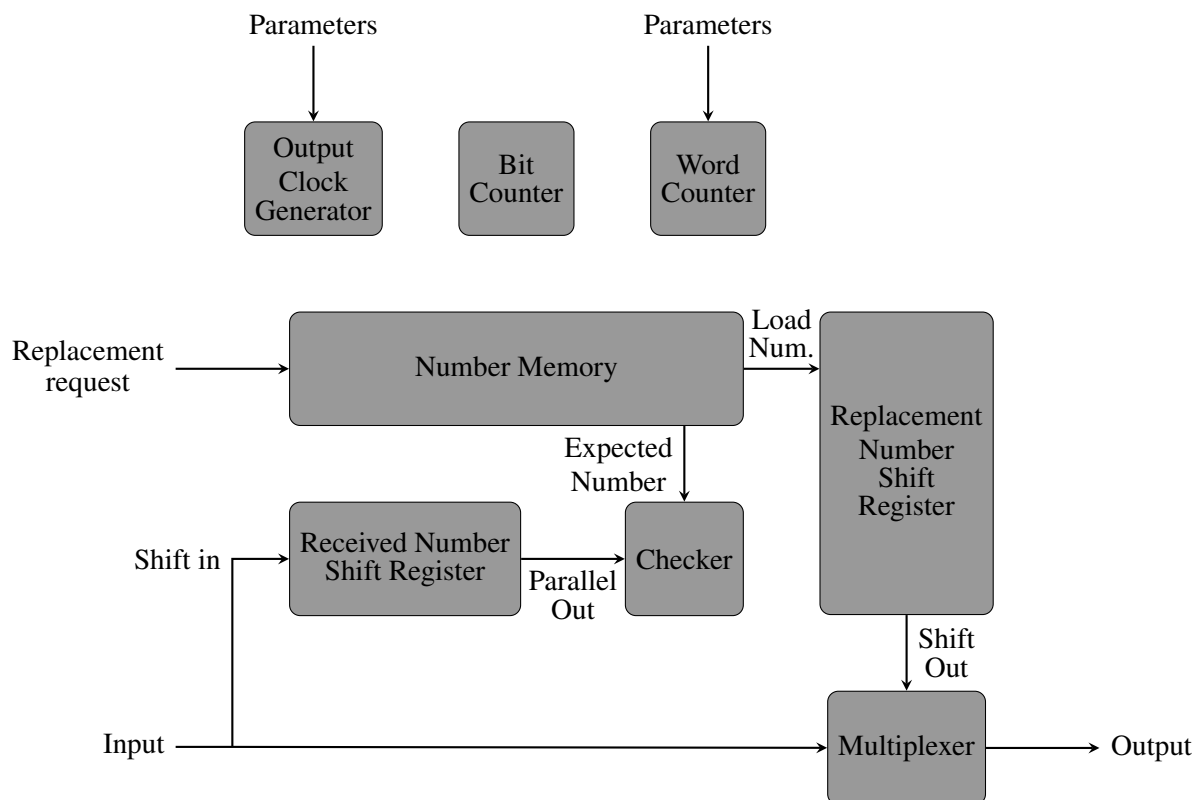 Parameters
Parameters
Output
Clock
Generator
Bit
Counter
Word
Counter
Replacement
request
Number Memory
Load
Num.
Replacement
Number
Shift
Register
Expected
Number
Shift in
Received Number
Shift Register
Parallel
Out
Checker
Shift
Out
Input
Multiplexer
Output